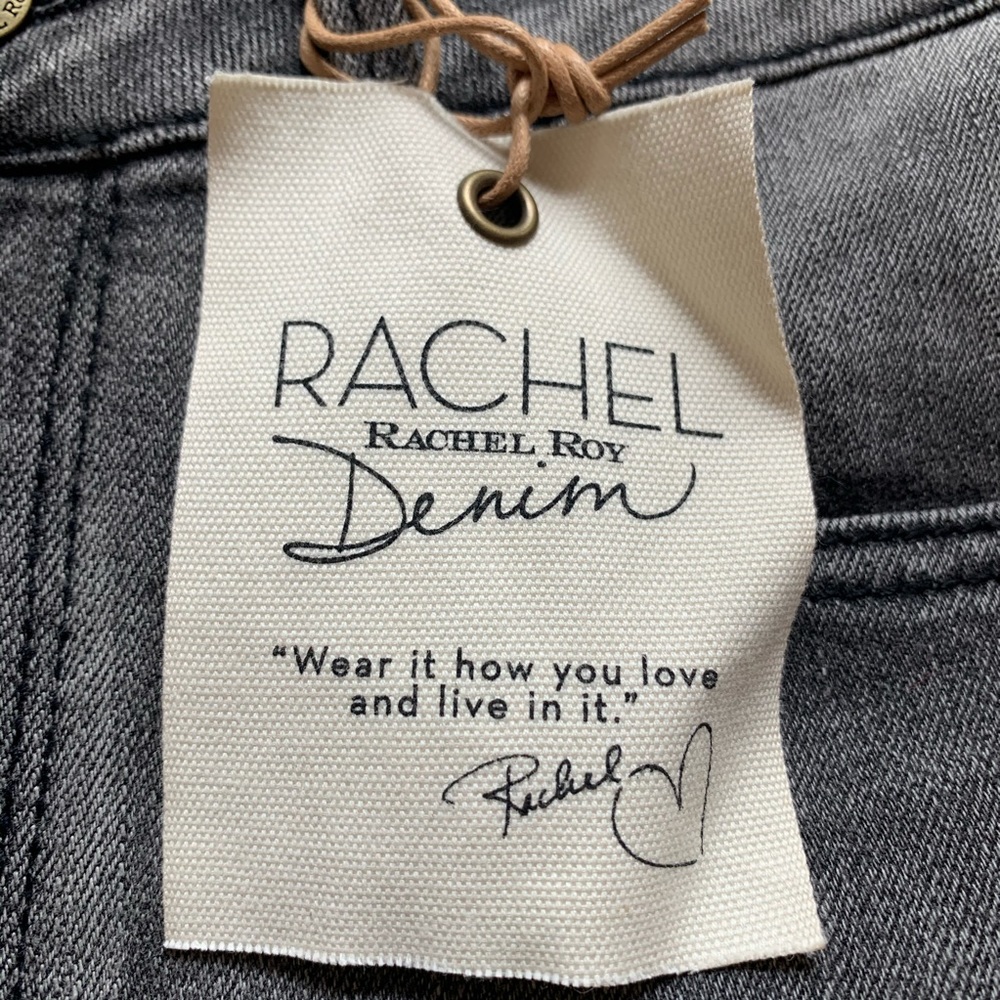 RACHEL
RACHEL ROY
Denim
“Wear it how you love
and live in it.”
Rachel